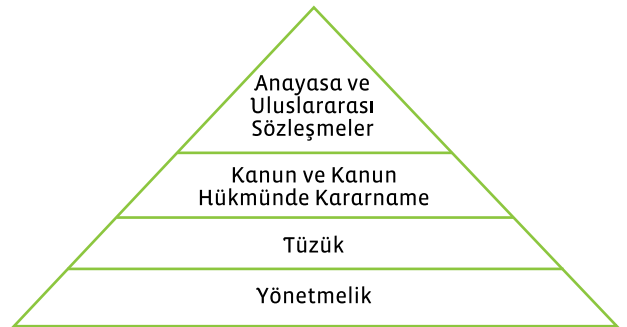 Anayasa ve
Uluslararası
Sözleşmeler
Kanun ve Kanun
Hükmünde Kararname
Tüzük
Yönetmelik